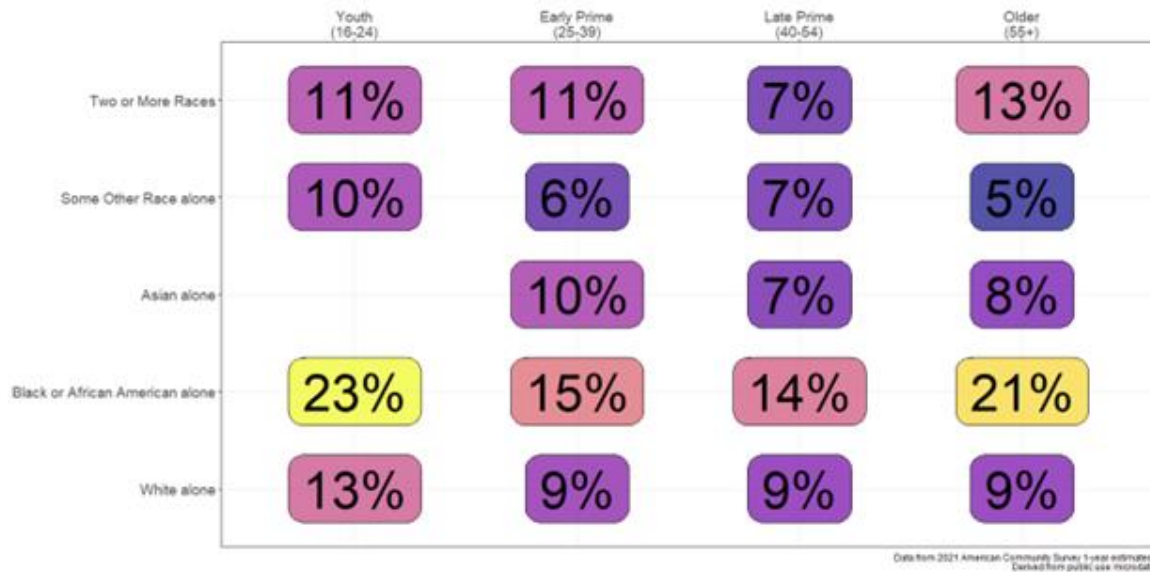 Youth Early Prime Late Prime Older
(16-24) (25-39) (40-54) (55+)
Two or More Races 11% 11% 7% 13%
Some Other Race alone 10% 6% 7% 5%
Asian alone 10% 7% 8%
Black or African American alone 23% 15% 14% 21%
White alone 13% 9% 9% 9%
Data from 2021 American Community Survey 1-year estimates
Derived from public use microdat